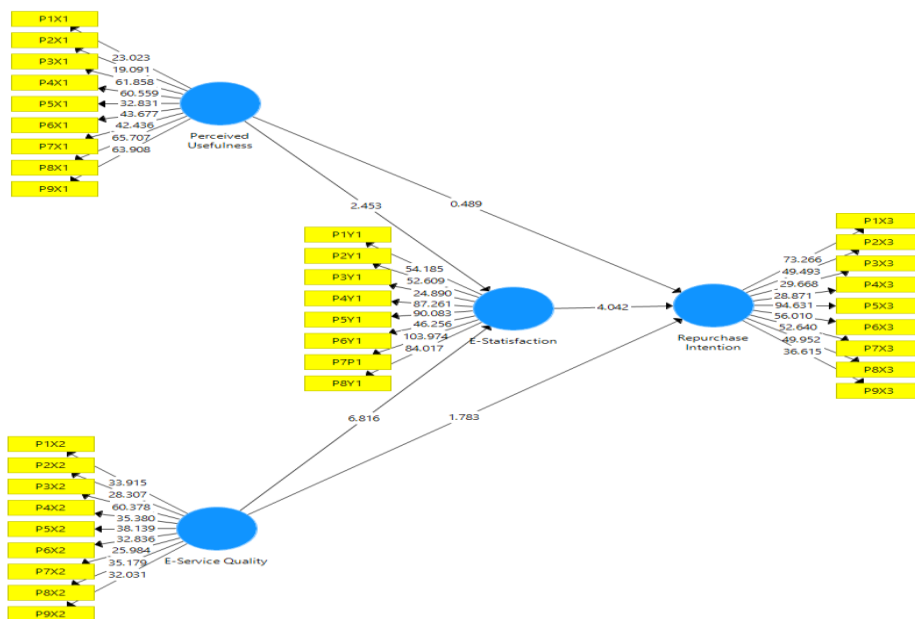 P1X1
P2X1
P3X1
P4X1
P5X1
P6X1
P7X1
P8X1
P9X1
23.023
19.091
61.858
60.559
32.831
43.677
42.436
65.707
63.908
Perceived
Usefulness
2.453
0.489
P1Y1
P2Y1
P3Y1
P4Y1
P5Y1
P6Y1
P7P1
P8Y1
54.185
52.609
24.890
87.261
90.083
46.256
103.974
84.017
E-Statisfaction
4.042
Repurchase
Intention
73.266
49.493
29.668
28.871
94.631
56.010
52.640
49.952
36.615
P1X3
P2X3
P3X3
P4X3
P5X3
P6X3
P7X3
P8X3
P9X3
6.816
1.783
P1X2
P2X2
P3X2
P4X2
P5X2
P6X2
P7X2
P8X2
P9X2
33.915
28.307
60.378
35.380
38.139
32.836
25.984
35.179
32.031
E-Service Quality